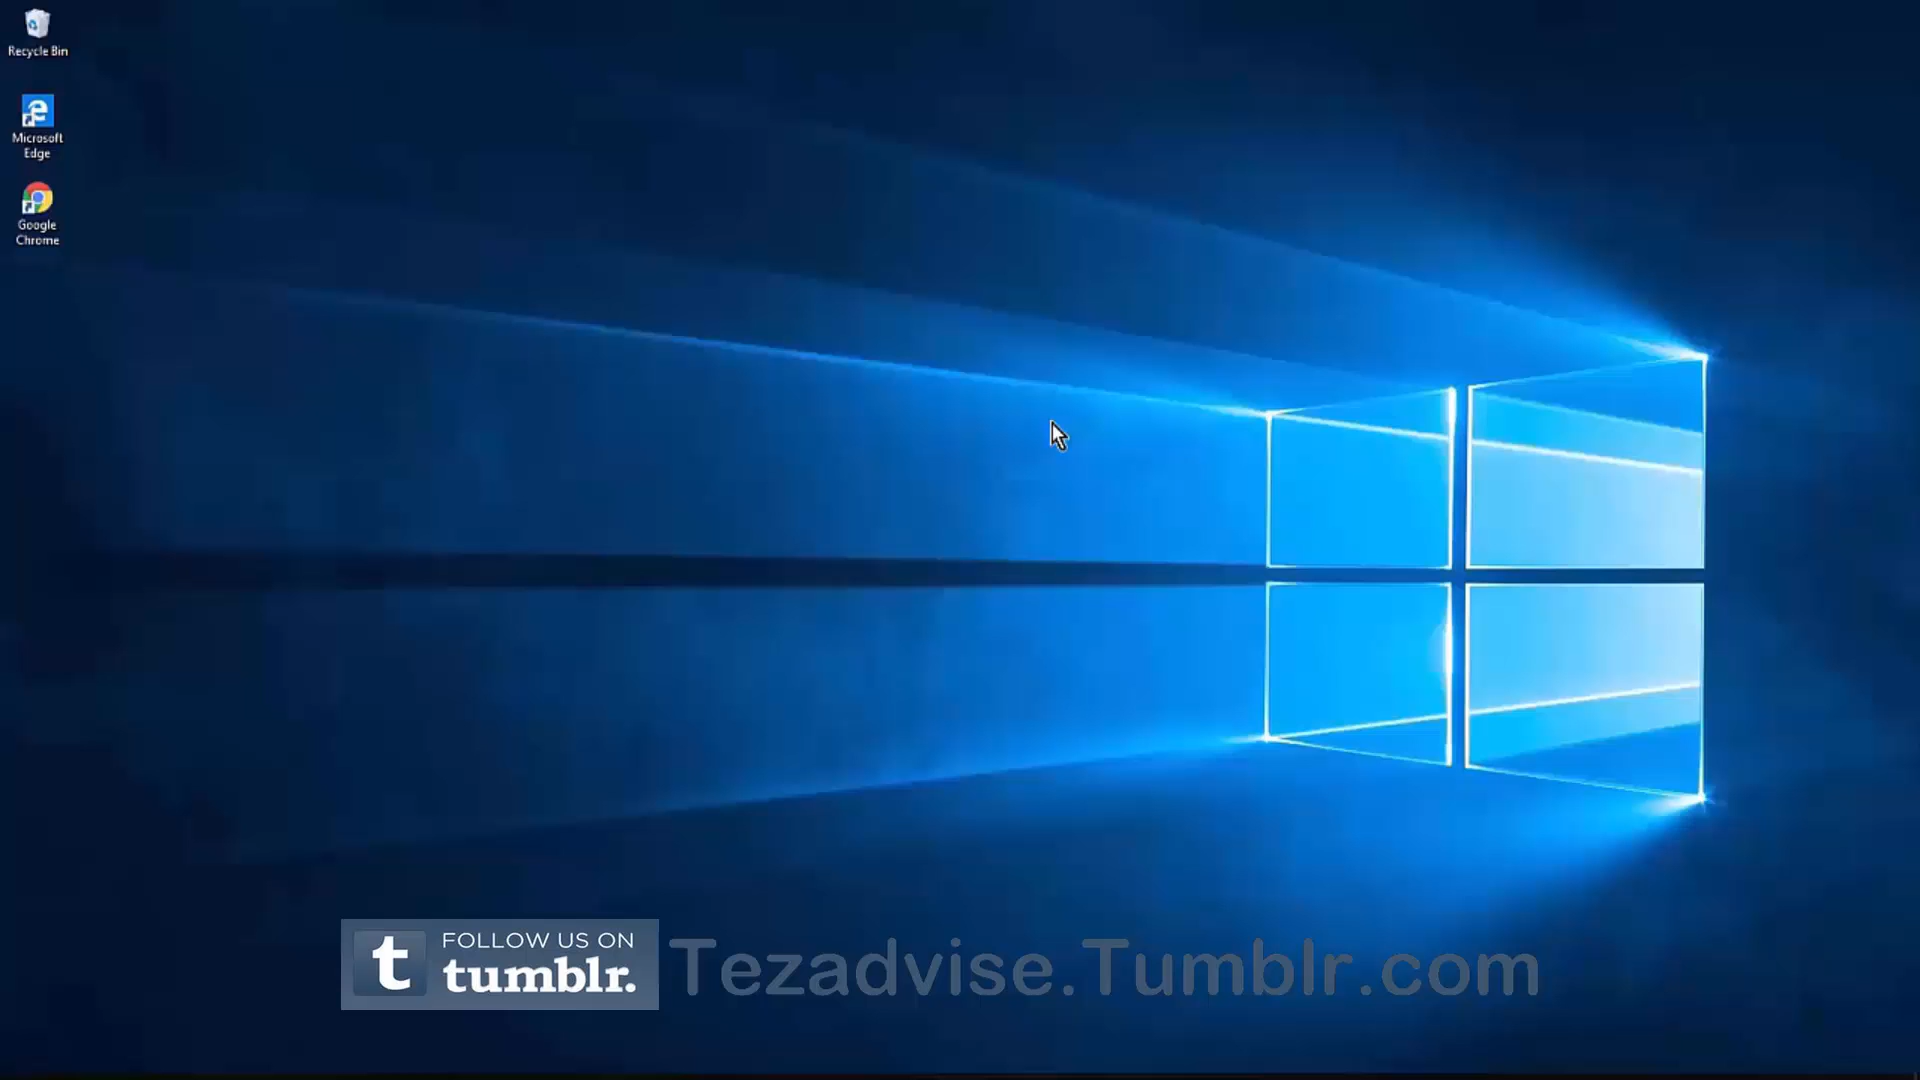 Recycle Bin
Microsoft
Edge
Google
Chrome
FOLLOW US ON
tumblr.
Tezadvise.Tumblr.com